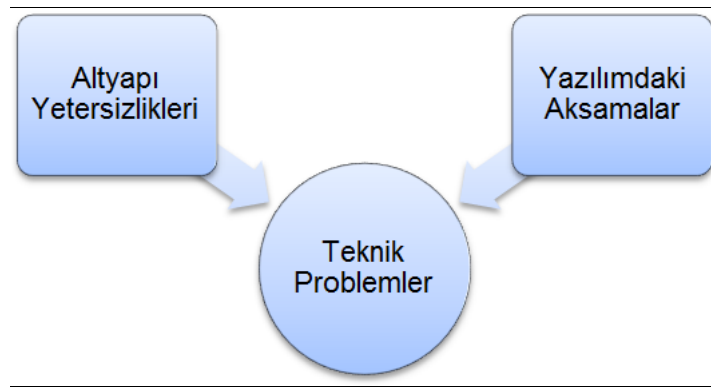 Altyapı
Yetersizlikleri
Yazılımdaki
Aksamalar
Teknik
Problemler